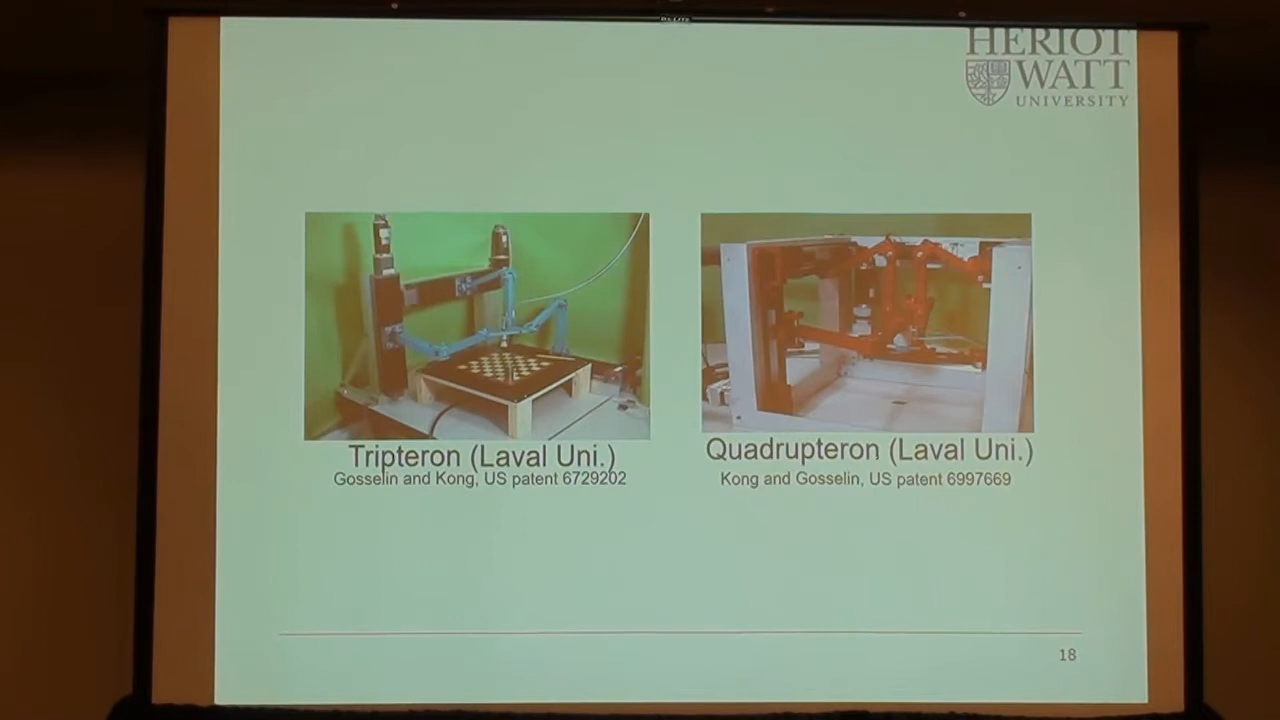 HERIOT
WATT
UNIVERSITY
Tripteron (Laval Uni.)
Gosselin and Kong, US patent 6729202
Quadrupteron (Laval Uni.)
Kong and Gosselin, US patent 6997669
18